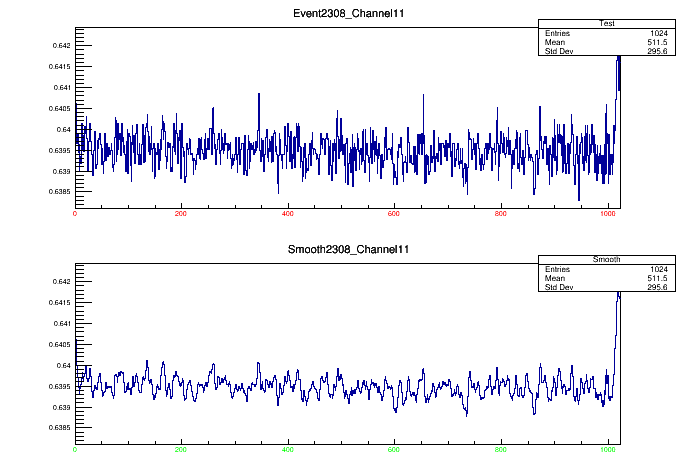 Event2308_Channel11
Test
Entries 1024
Mean 511.5
Std Dev 295.6
0.642
0.6415
0.641
0.6405
0.64
0.6395
0.639
0.6385
0 200 400 600 800 1000
Smooth2308_Channel11
Smooth
Entries 1024
Mean 511.5
Std Dev 295.6
0.642
0.6415
0.641
0.6405
0.64
0.6395
0.639
0.6385
0 200 400 600 800 1000